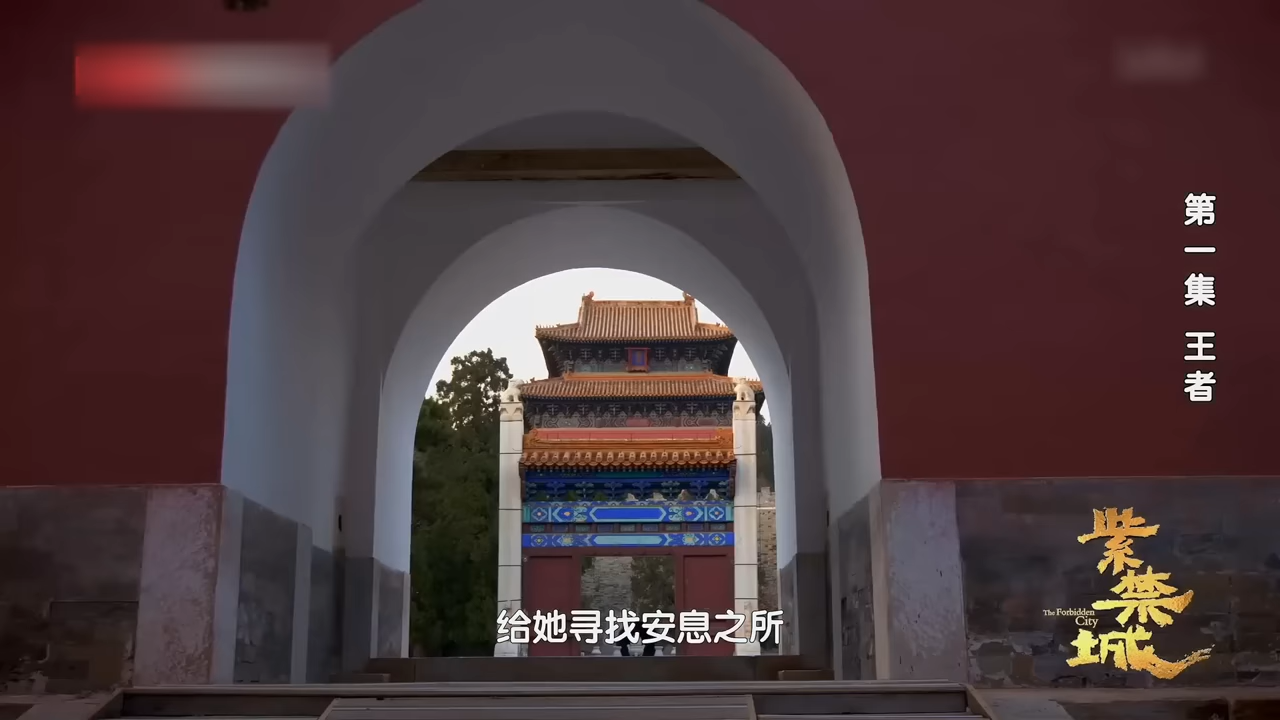 第一集 王者
给她寻找安息之所
The Forbidden
City
紫禁城